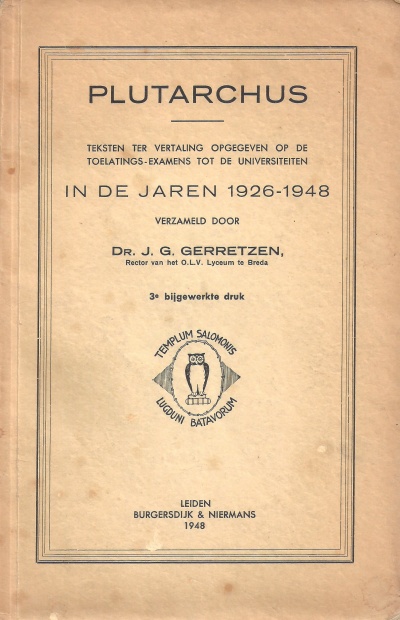 PLUTARCHUS
TEKSTEN TER VERTALING OPGEGEVEN OP DE
TOELATINGS-EXAMENS TOT DE UNIVERSITEITEN
IN DE JAREN 1926-1948
VERZAMELD DOOR
DR. J. G. GERRETZEN,
Rector van het O.L.V. Lyceum te Breda
3e bijgewerkte druk
TEMPLUM SALOMONIS
LUGDUNI BATAVORUM
LEIDEN
BURGERSDIJK & NIERMANS
1948